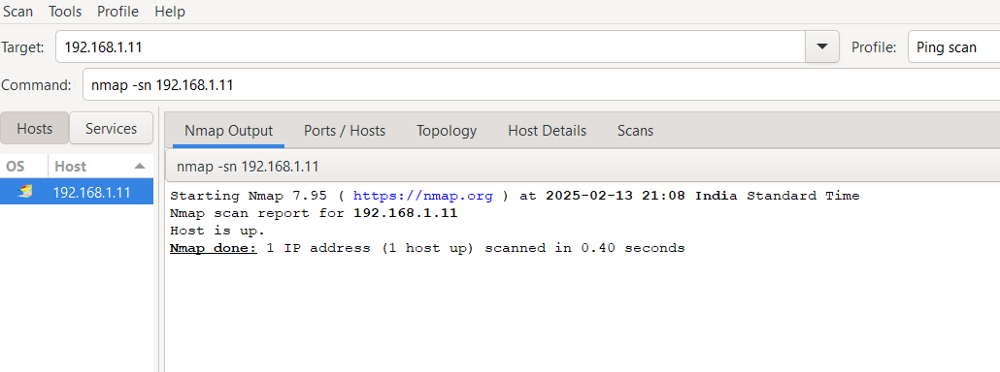 Scan Tools Profile Help
Target: 192.168.1.11 Profile: Ping scan
Command: nmap -sn 192.168.1.11
Hosts Services
Nmap Output Ports / Hosts Topology Host Details Scans
OS Host
192.168.1.11
nmap -sn 192.168.1.11
Starting Nmap 7.95 ( https://nmap.org ) at 2025-02-13 21:08 India Standard Time
Nmap scan report for 192.168.1.11
Host is up.
Nmap done: 1 IP address (1 host up) scanned in 0.40 seconds